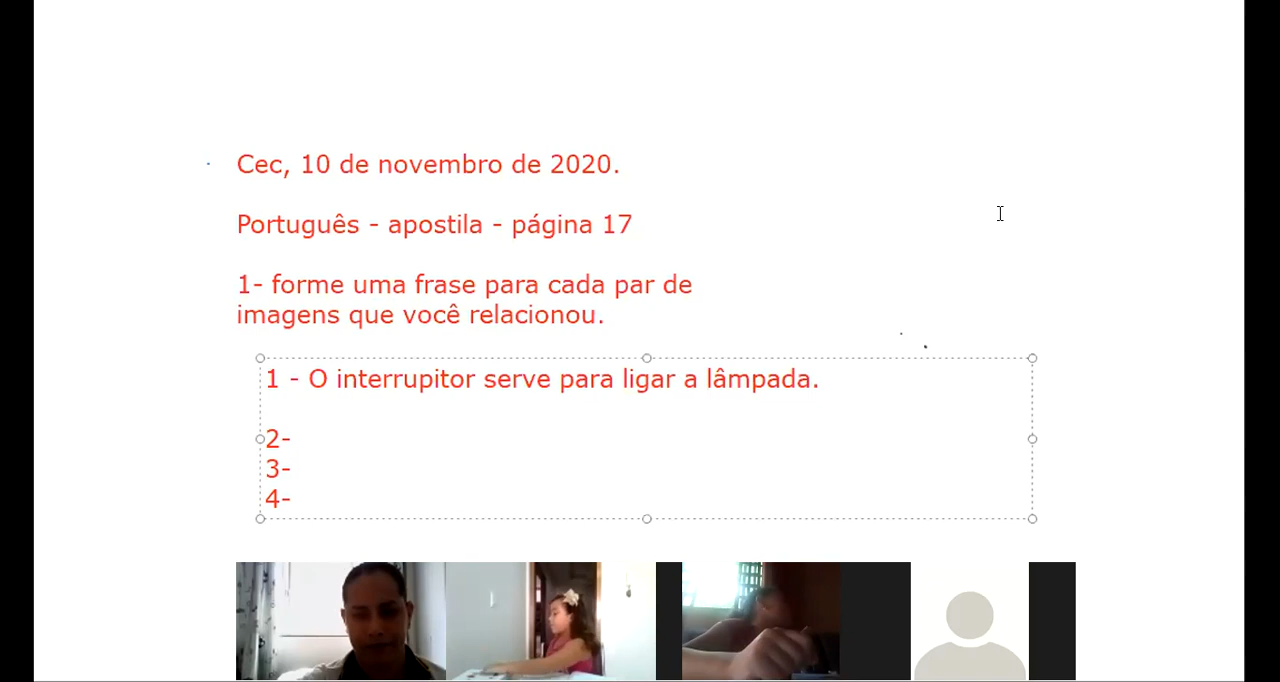 Cec, 10 de novembro de 2020.
Português - apostila - página 17
1- forme uma frase para cada par de
imagens que você relacionou.
1 - O interrupitor serve para ligar a lâmpada.
2-
3-
4-